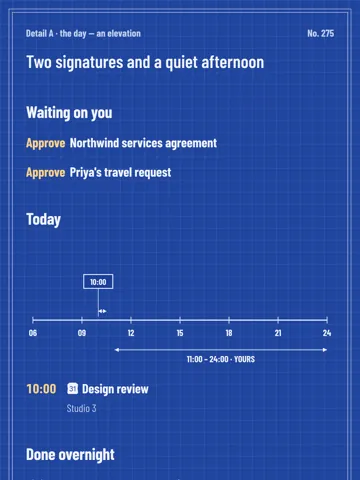 Detail A · the day — an elevation
No. 275
Two signatures and a quiet afternoon
Waiting on you
Approve Northwind services agreement
Approve Priya's travel request
Today
10:00
06 09 12 15 18 21 24
11:00 – 24:00 · YOURS
10:00 31 Design review
Studio 3
Done overnight